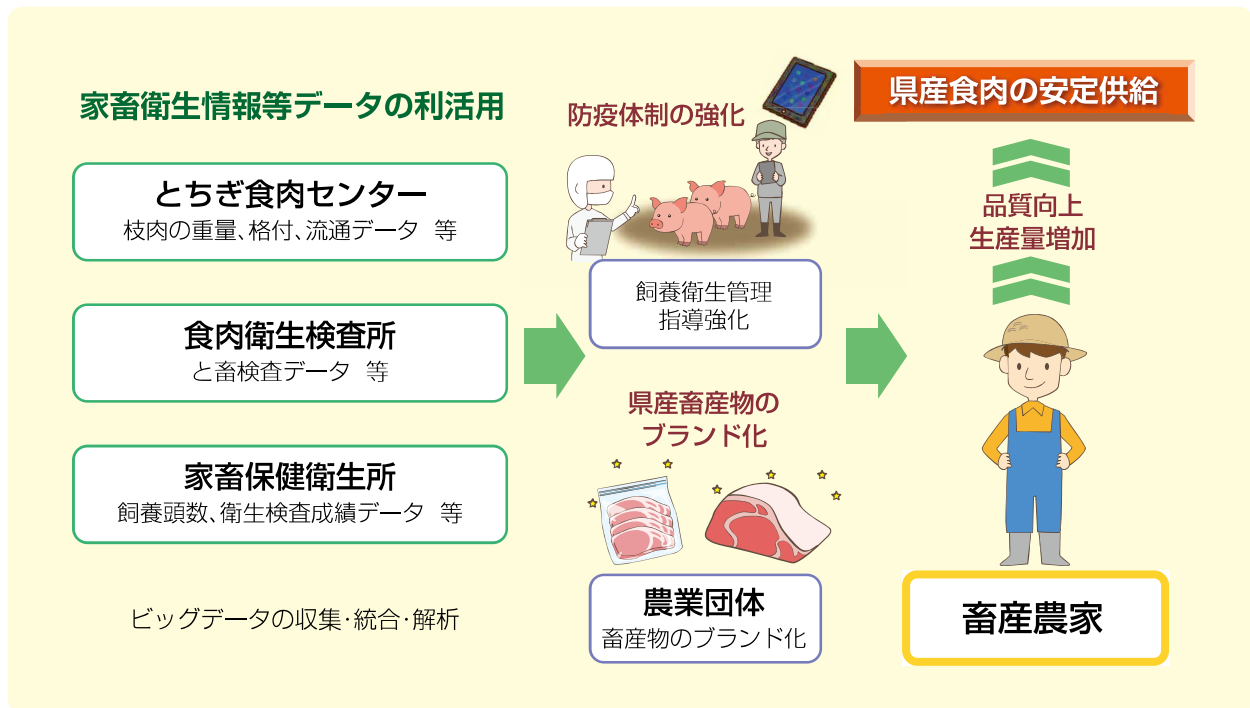 家畜衛生情報等データの利活用
とちぎ食肉センター
枝肉の重量、格付、流通データ 等
食肉衛生検査所
と畜検査データ 等
家畜保健衛生所
飼養頭数、衛生検査成績データ 等
ビッグデータの収集・統合・解析
防疫体制の強化
飼養衛生管理
指導強化
県産畜産物の
ブランド化
農業団体
畜産物のブランド化
県産食肉の安定供給
品質向上
生産量増加
畜産農家